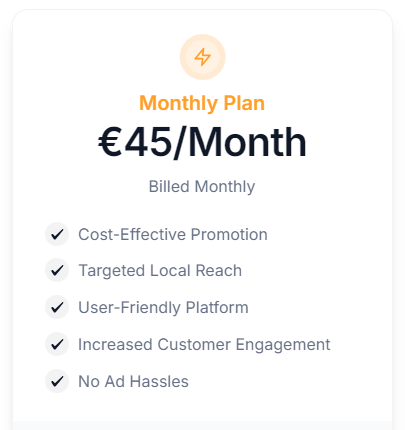 Monthly Plan
€45/Month
Billed Monthly
Cost-Effective Promotion
Targeted Local Reach
User-Friendly Platform
Increased Customer Engagement
No Ad Hassles